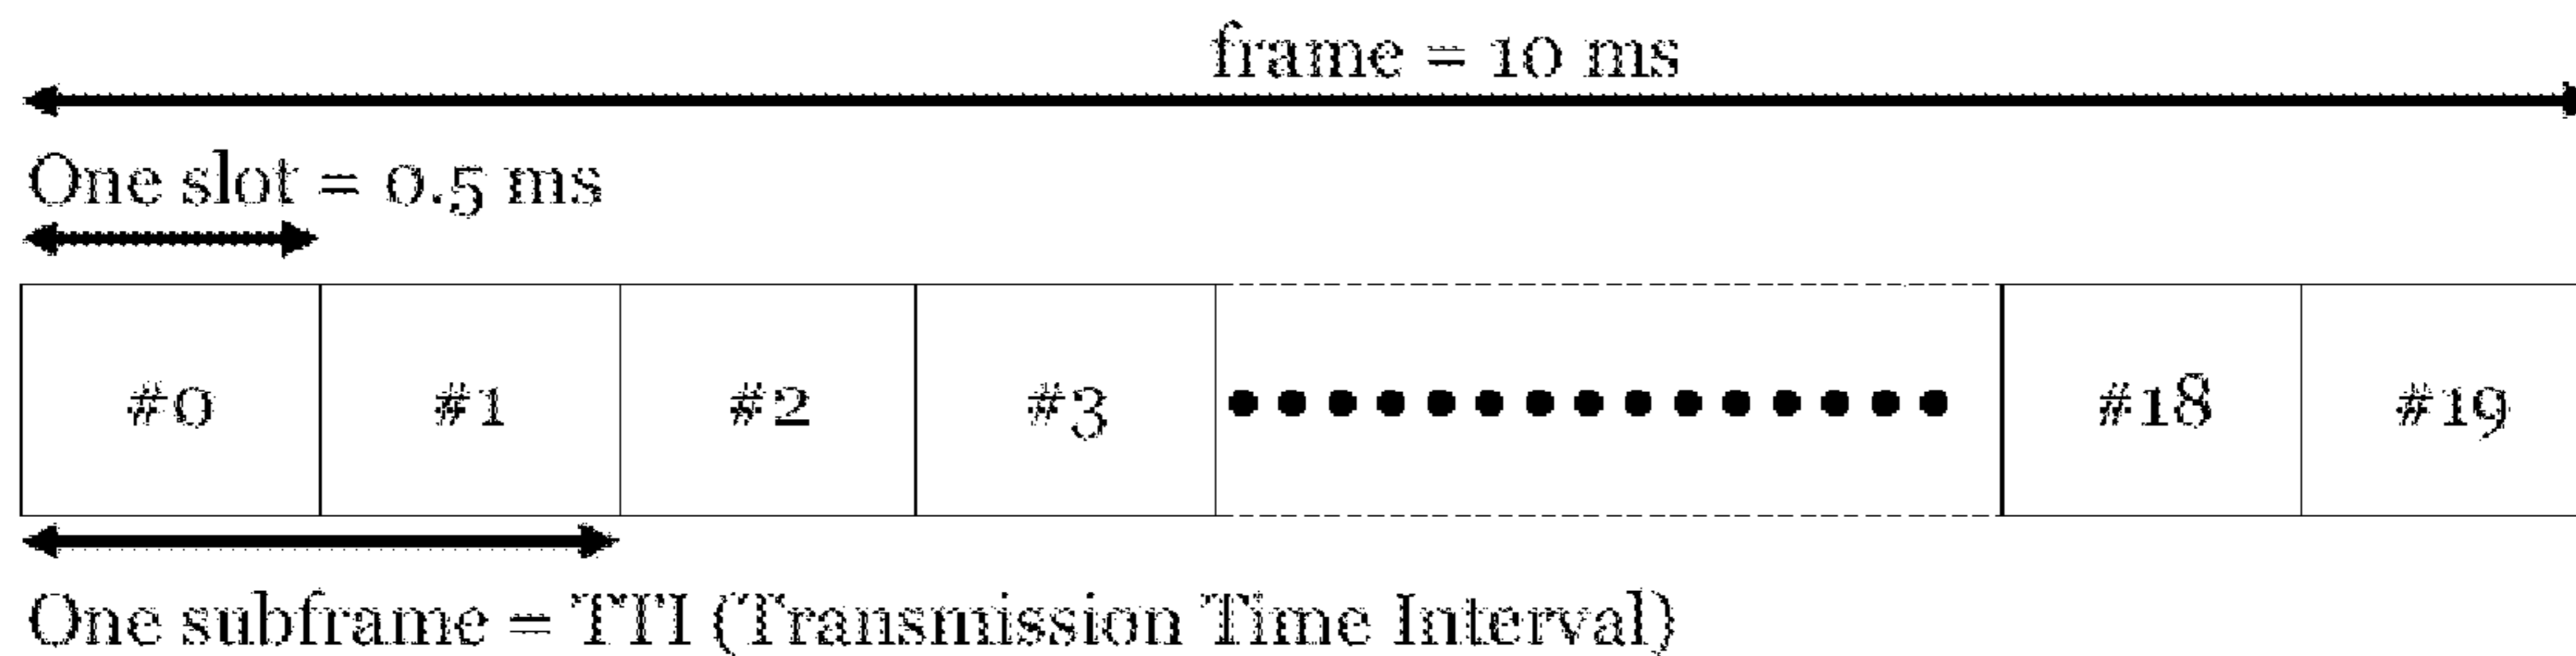 frame = 10 ms
One slot = 0.5 ms
#0 #1 #2 #3 #18 #19
One subframe = TTI (Transmission Time Interval)